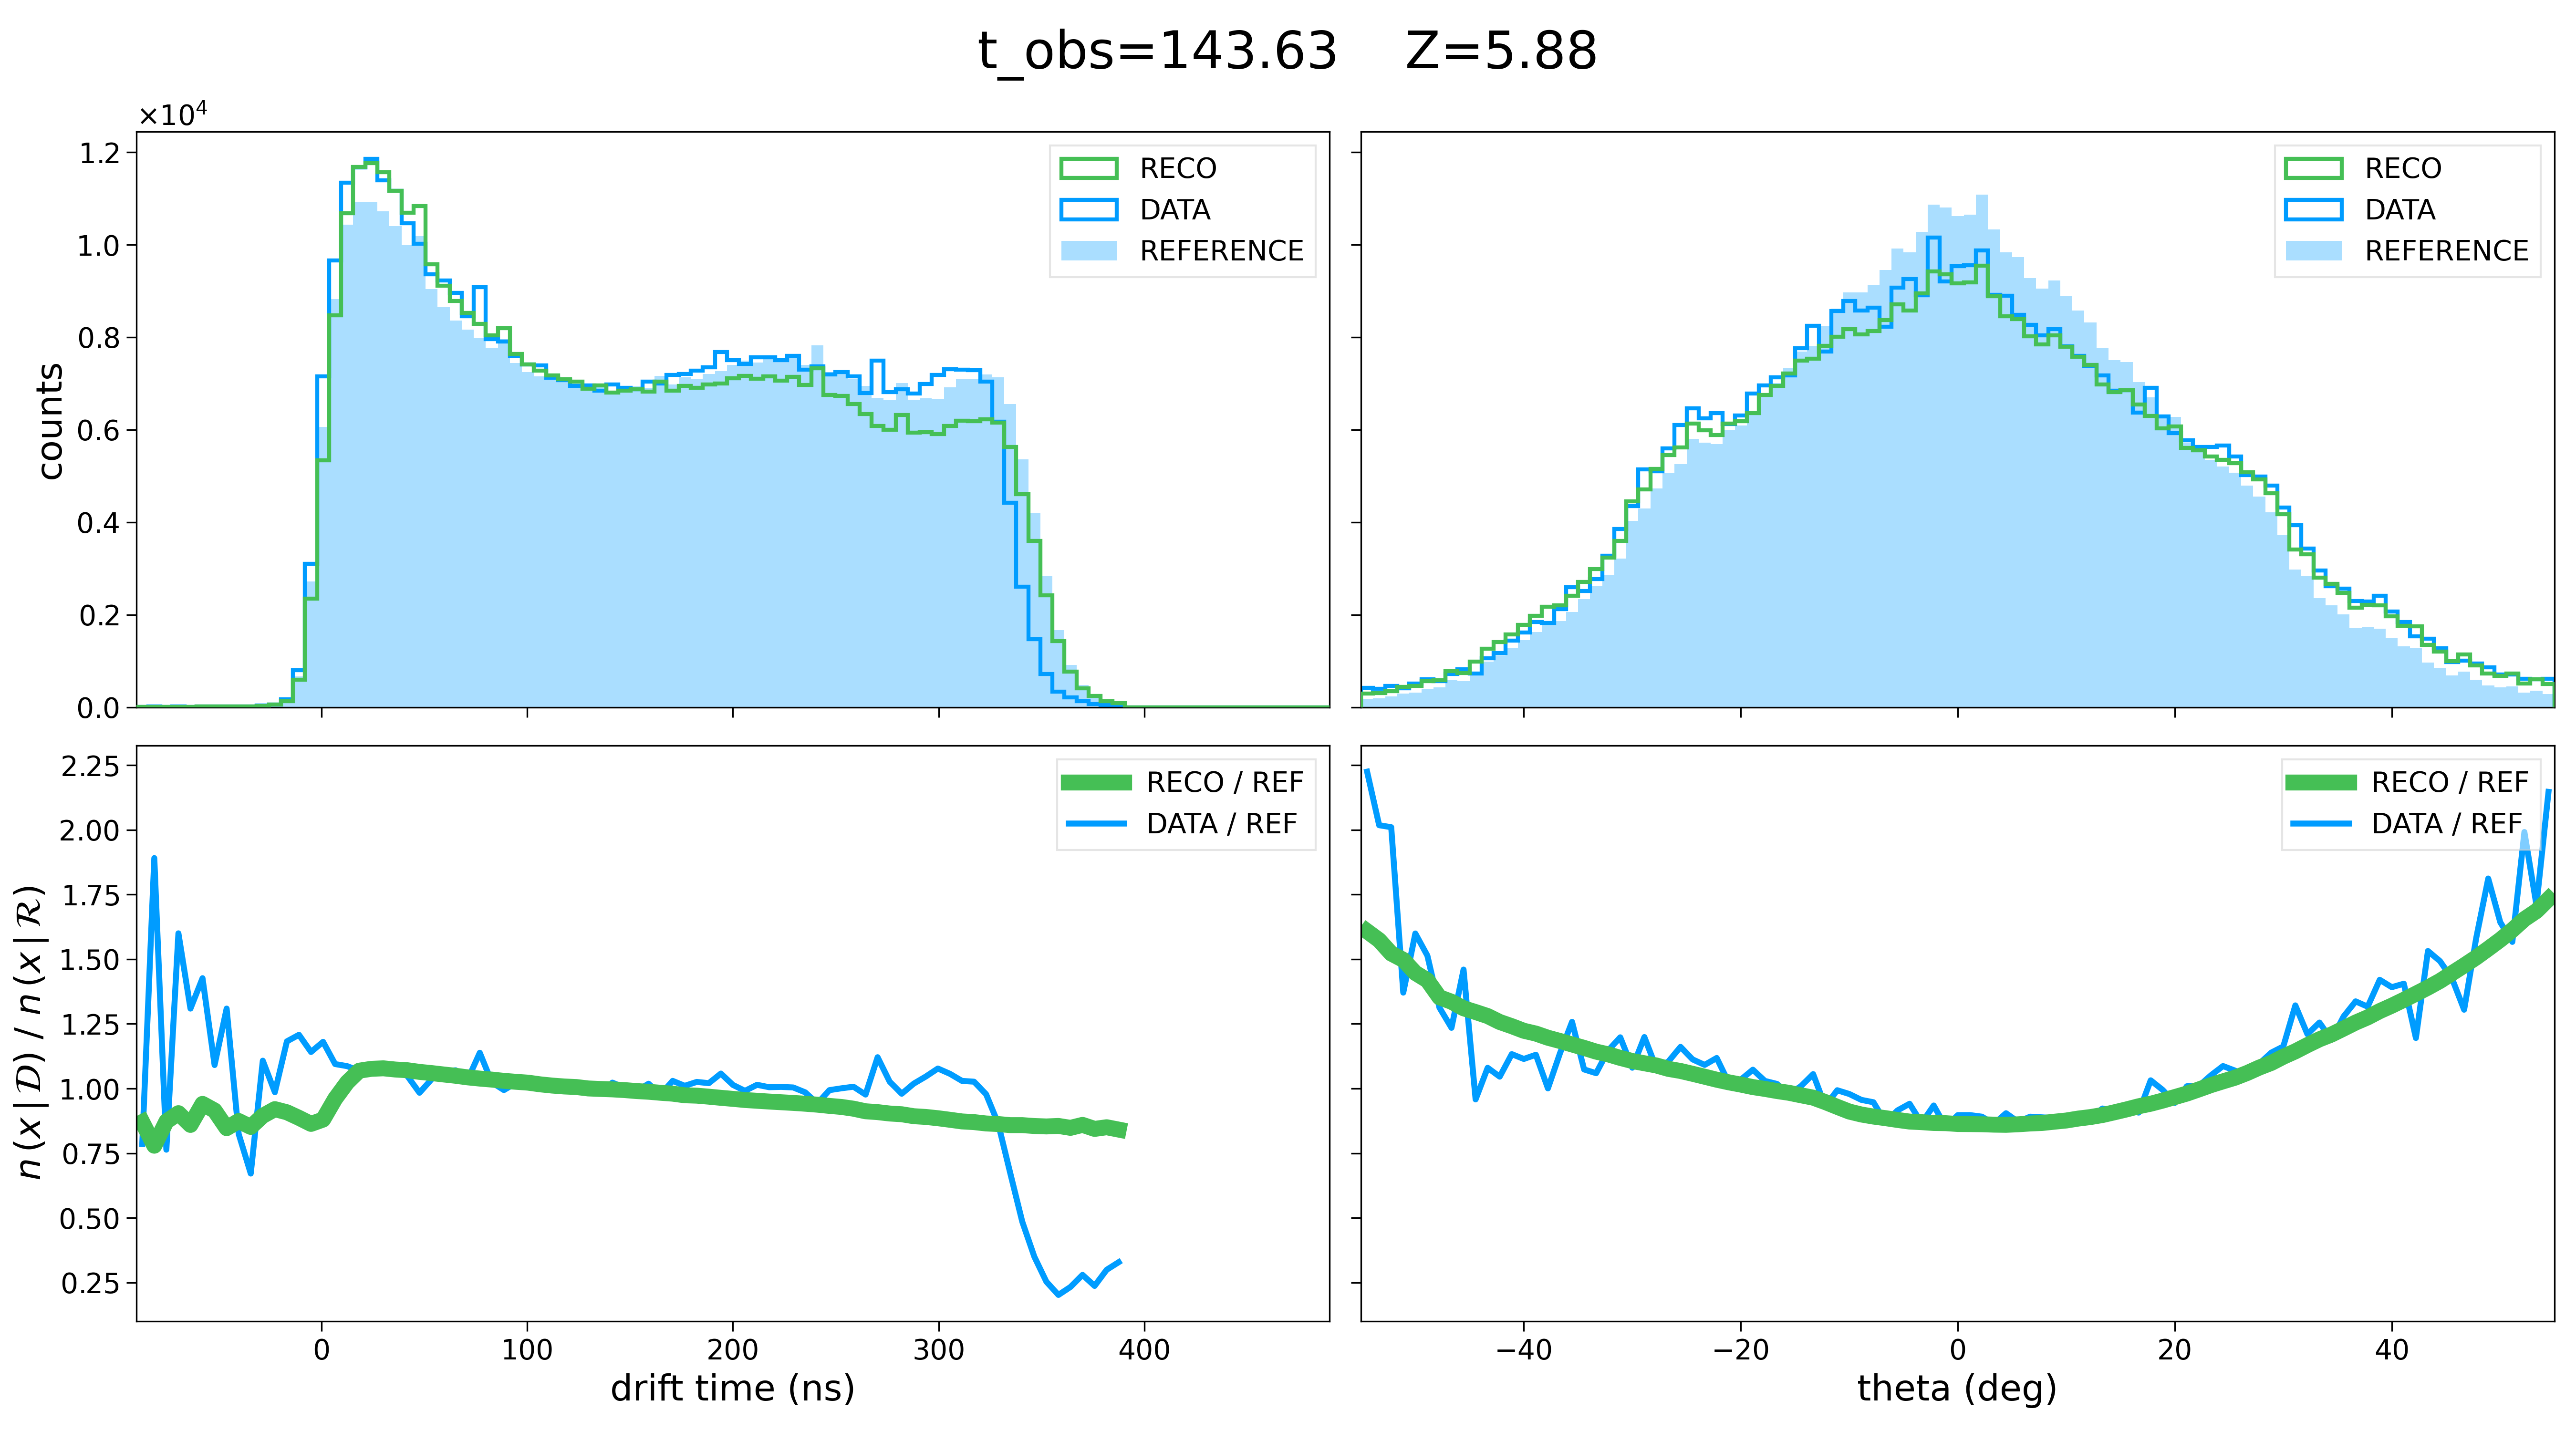 t_obs=143.63 Z=5.88
×10⁴
1.2
1.0
0.8
0.6
0.4
0.2
0.0
counts
RECO
DATA
REFERENCE
RECO
DATA
REFERENCE
2.25
2.00
1.75
1.50
1.25
1.00
0.75
0.50
0.25
n(x|𝒟) / n(x|ℛ)
RECO / REF
DATA / REF
0 100 200 300 400
drift time (ns)
RECO / REF
DATA / REF
−40 −20 0 20 40
theta (deg)